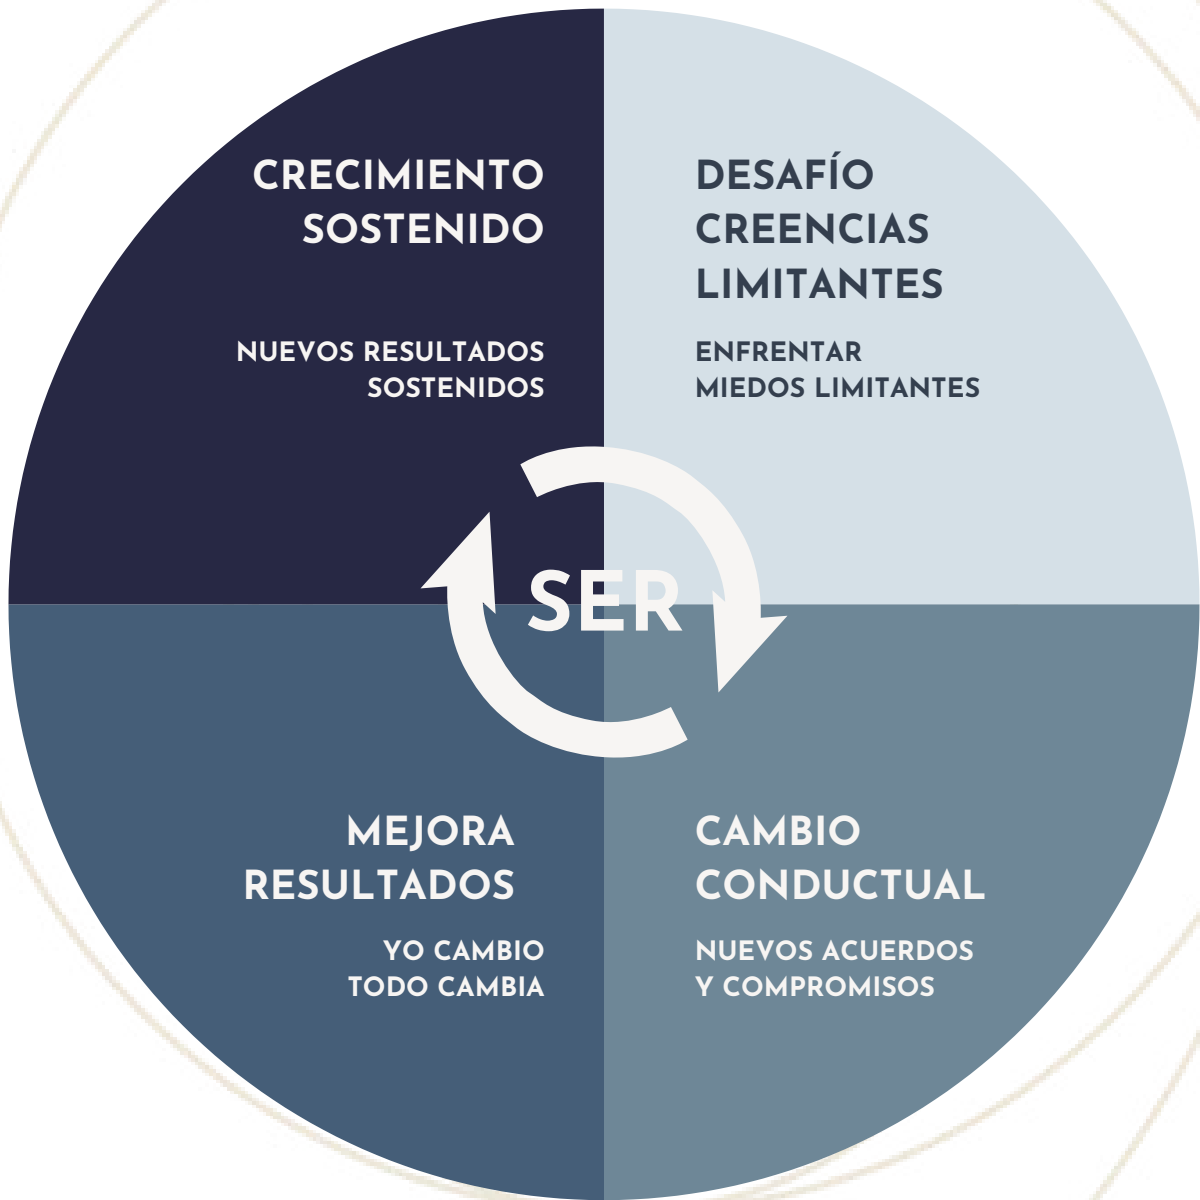 CRECIMIENTO
SOSTENIDO
NUEVOS RESULTADOS
SOSTENIDOS
DESAFÍO
CREENCIAS
LIMITANTES
ENFRENTAR
MIEDOS LIMITANTES
SER
MEJORA
RESULTADOS
YO CAMBIO
TODO CAMBIA
CAMBIO
CONDUCTUAL
NUEVOS ACUERDOS
Y COMPROMISOS